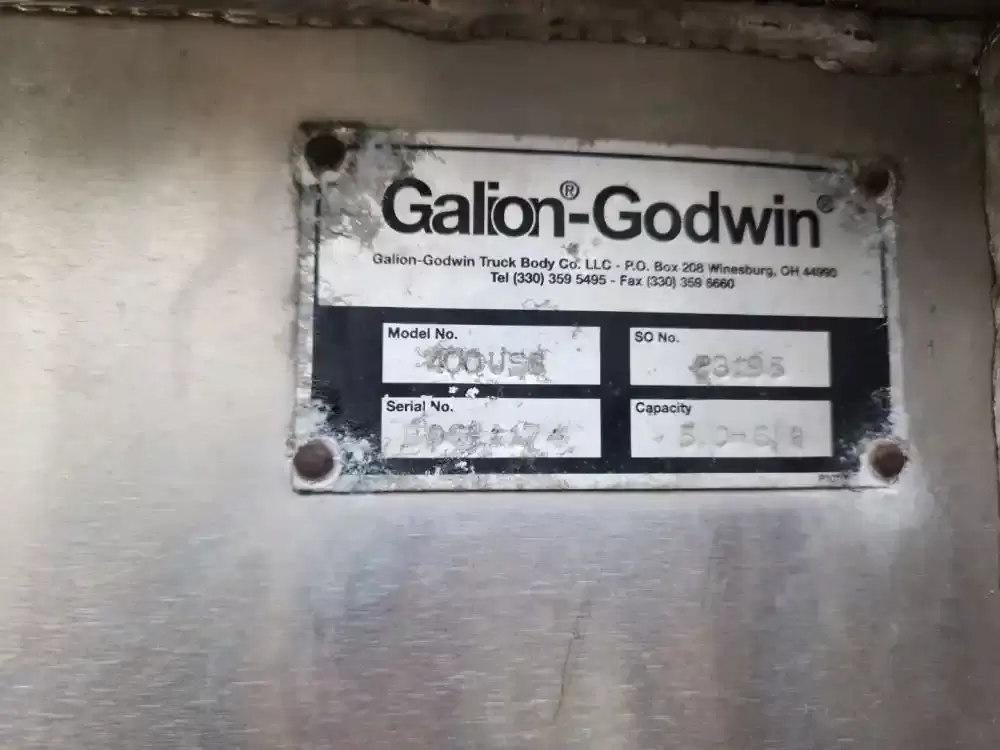 Galion®-Godwin®
Galion-Godwin Truck Body Co. LLC - P.O. Box 208 Winesburg, OH 44990
Tel (330) 359 5495 - Fax (330) 359 6660
Model No.
SO No.
Serial No.
Capacity